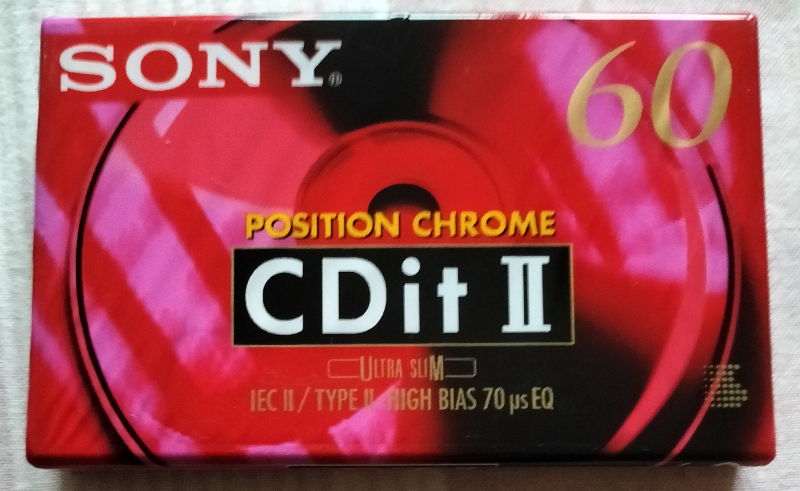 SONY®
60
POSITION CHROME
CDit II
ULTRA SLIM
IEC II / TYPE II · HIGH BIAS 70 μs EQ